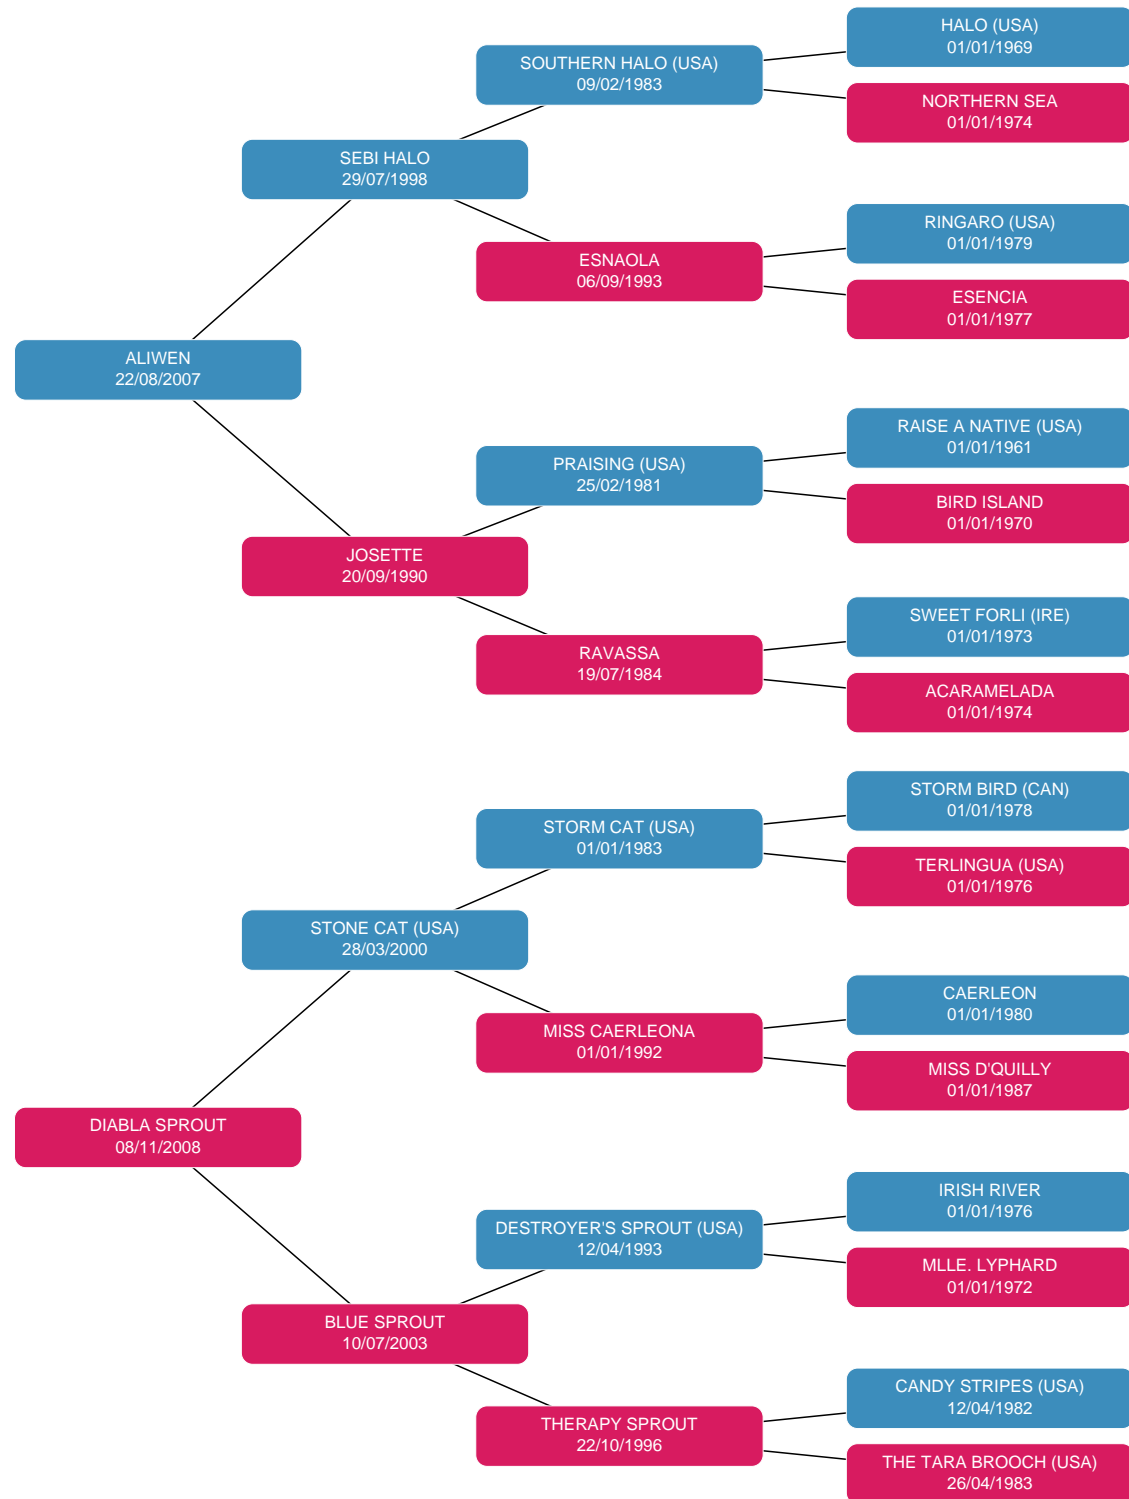 HALO (USA)
01/01/1969
SOUTHERN HALO (USA)
09/02/1983
NORTHERN SEA
01/01/1974
SEBI HALO
29/07/1998
RINGARO (USA)
01/01/1979
ESNAOLA
06/09/1993
ESENCIA
01/01/1977
ALIWEN
22/08/2007
RAISE A NATIVE (USA)
01/01/1961
PRAISING (USA)
25/02/1981
BIRD ISLAND
01/01/1970
JOSETTE
20/09/1990
SWEET FORLI (IRE)
01/01/1973
RAVASSA
19/07/1984
ACARAMELADA
01/01/1974
STORM BIRD (CAN)
01/01/1978
STORM CAT (USA)
01/01/1983
TERLINGUA (USA)
01/01/1976
STONE CAT (USA)
28/03/2000
CAERLEON
01/01/1980
MISS CAERLEONA
01/01/1992
MISS D'QUILLY
01/01/1987
DIABLA SPROUT
08/11/2008
IRISH RIVER
01/01/1976
DESTROYER'S SPROUT (USA)
12/04/1993
MLLE. LYPHARD
01/01/1972
BLUE SPROUT
10/07/2003
CANDY STRIPES (USA)
12/04/1982
THERAPY SPROUT
22/10/1996
THE TARA BROOCH (USA)
26/04/1983